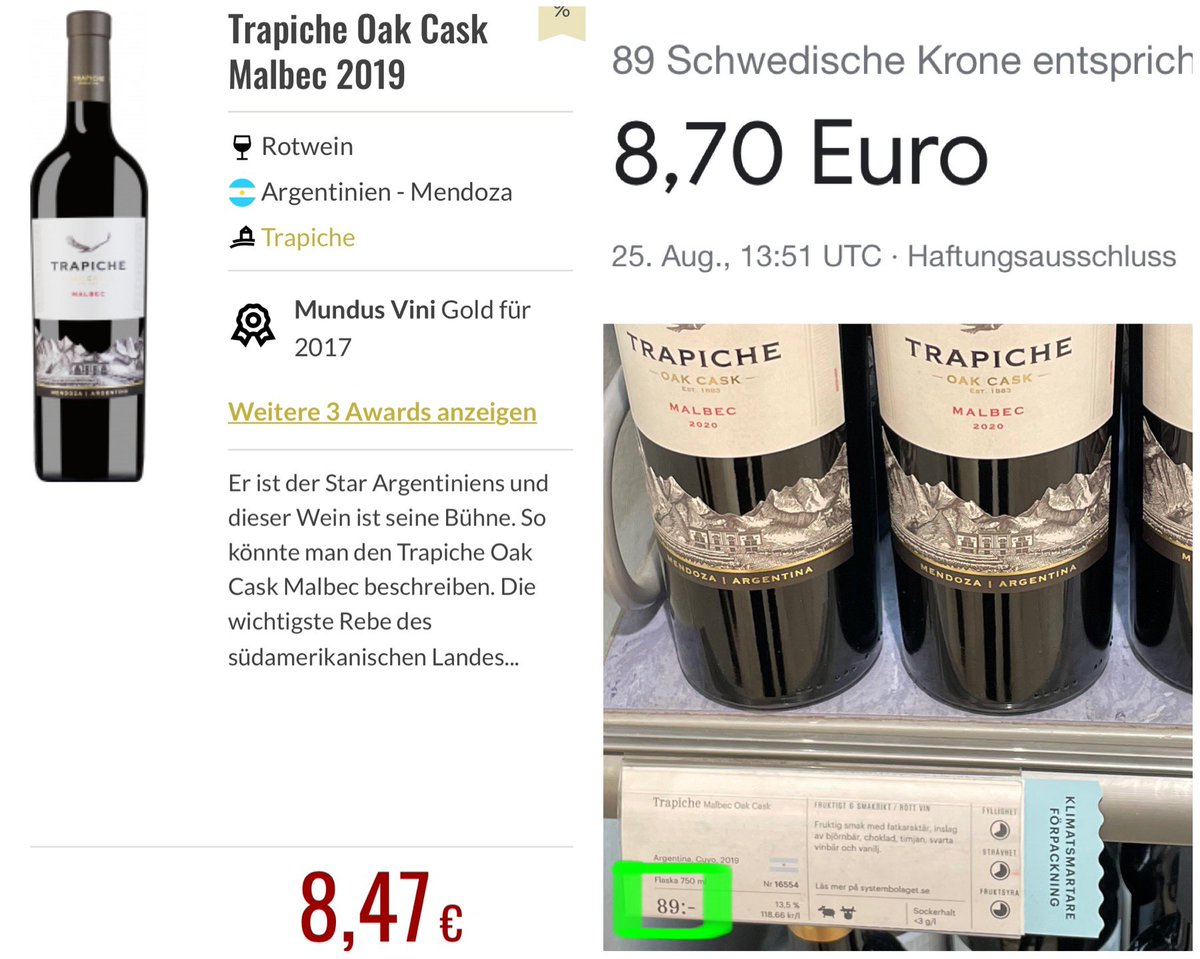 Trapiche Oak Cask
Malbec 2019
%
Rotwein
Argentinien - Mendoza
Trapiche
Mundus Vini Gold für
2017
Weitere 3 Awards anzeigen
Er ist der Star Argentiniens und
dieser Wein ist seine Bühne. So
könnte man den Trapiche Oak
Cask Malbec beschreiben. Die
wichtigste Rebe des
südamerikanischen Landes...
8,47 €
TRAPICHE
MALBEC
MENDOZA | ARGENTINA
89 Schwedische Krone entsprich
8,70 Euro
25. Aug., 13:51 UTC · Haftungsausschluss
TRAPICHE
OAK CASK
EST. 1883
MALBEC
2020
MENDOZA | ARGENTINA
TRAPICHE
OAK CASK
EST. 1883
MALBEC
2020
MENDOZA | ARGENTINA
M
Trapiche Malbec Oak Cask
Argentina, Cuyo, 2019
Flaska 750 ml
Nr 16554
89:-
13,5 %
118,66 kr/l
FRUKTIGT & SMAKRIKT / RÖTT VIN
Fruktig smak med fatkaraktär, inslag
av björnbär, choklad, timjan, svarta
vinbär och vanilj.
Läs mer på systembolaget.se
Sockerhalt
<3 g/l
FYLLIGHET
STRÄVHET
FRUKTSYRA
KLIMATSMARTARE
FÖRPACKNING